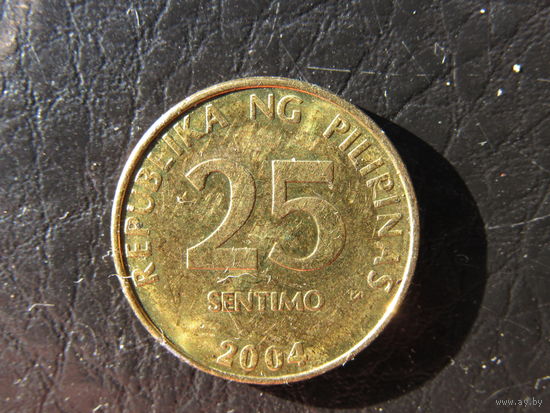 REPUBLIKA NG PILIPINAS
25
SENTIMO
2004
www.ay.by